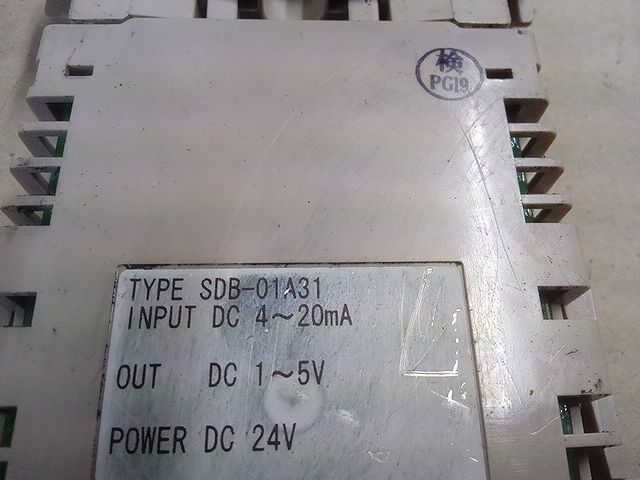 検
PG19
TYPE SDB-01A31
INPUT DC 4～20mA
OUT DC 1～5V
POWER DC 24V